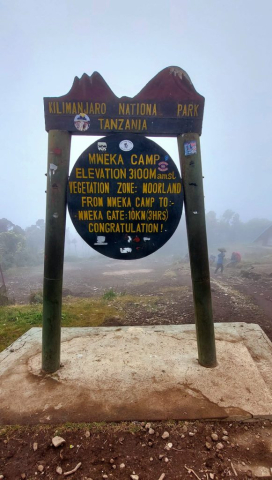 KILIMANJARO NATIONAL PARK
TANZANIA
MWEKA CAMP
ELEVATION 3100M amsl
VEGETATION ZONE: MOORLAND
FROM MWEKA CAMP TO:-
-MWEKA GATE:10KM(3HRS)
CONGRATULATION !